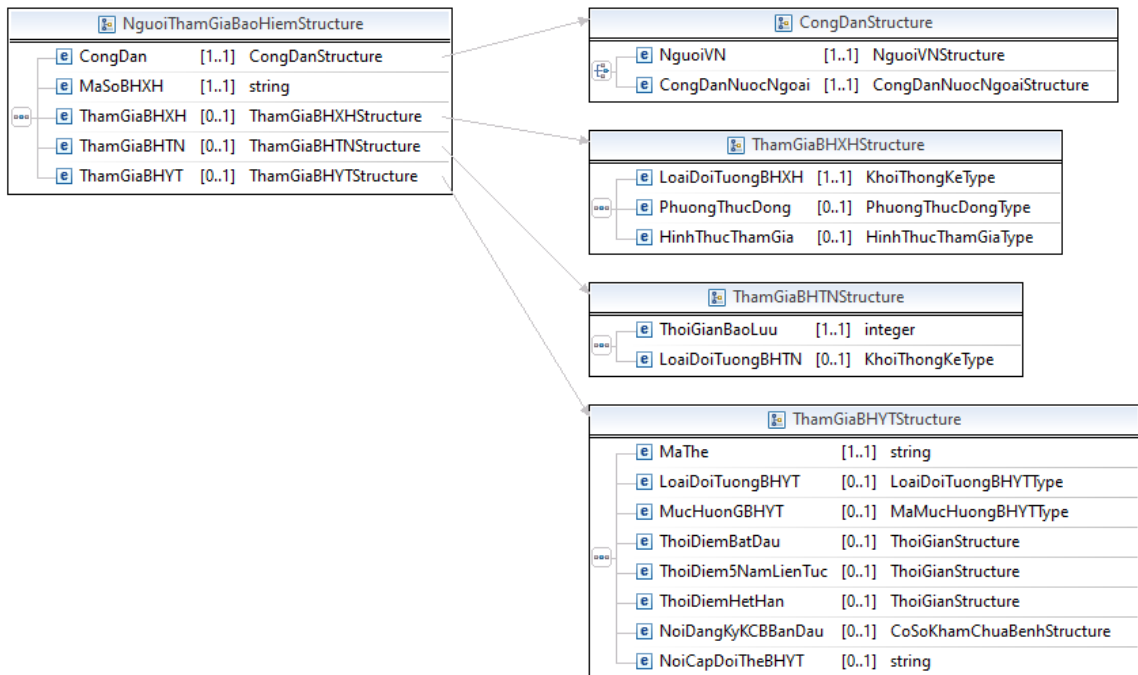 NguoiThamGiaBaoHiemStructure
e CongDan [1..1] CongDanStructure
e MaSoBHXH [1..1] string
e ThamGiaBHXH [0..1] ThamGiaBHXHStructure
e ThamGiaBHTN [0..1] ThamGiaBHTNStructure
e ThamGiaBHYT [0..1] ThamGiaBHYTStructure
CongDanStructure
e NguoiVN [1..1] NguoiVNStructure
e CongDanNuocNgoai [1..1] CongDanNuocNgoaiStructure
ThamGiaBHXHStructure
e LoaiDoiTuongBHXH [1..1] KhoiThongKeType
e PhuongThucDong [0..1] PhuongThucDongType
e HinhThucThamGia [0..1] HinhThucThamGiaType
ThamGiaBHTNStructure
e ThoiGianBaoLuu [1..1] integer
e LoaiDoiTuongBHTN [0..1] KhoiThongKeType
ThamGiaBHYTStructure
e MaThe [1..1] string
e LoaiDoiTuongBHYT [0..1] LoaiDoiTuongBHYTType
e MucHuonGBHYT [0..1] MaMucHuongBHYTType
e ThoiDiemBatDau [0..1] ThoiGianStructure
e ThoiDiem5NamLienTuc [0..1] ThoiGianStructure
e ThoiDiemHetHan [0..1] ThoiGianStructure
e NoiDangKyKCBBanDau [0..1] CoSoKhamChuaBenhStructure
e NoiCapDoiTheBHYT [0..1] string